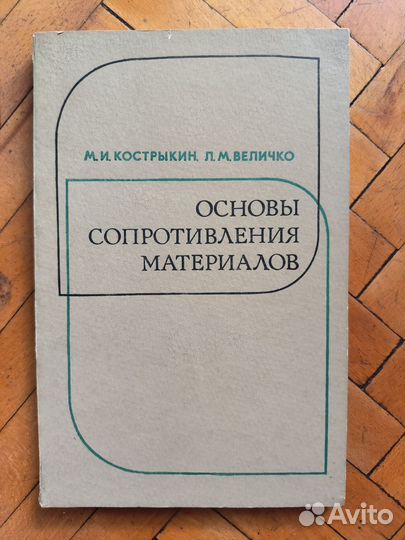 М.И.КОСТРЫКИН, Л.М.ВЕЛИЧКО
ОСНОВЫ
СОПРОТИВЛЕНИЯ
МАТЕРИАЛОВ
Avito